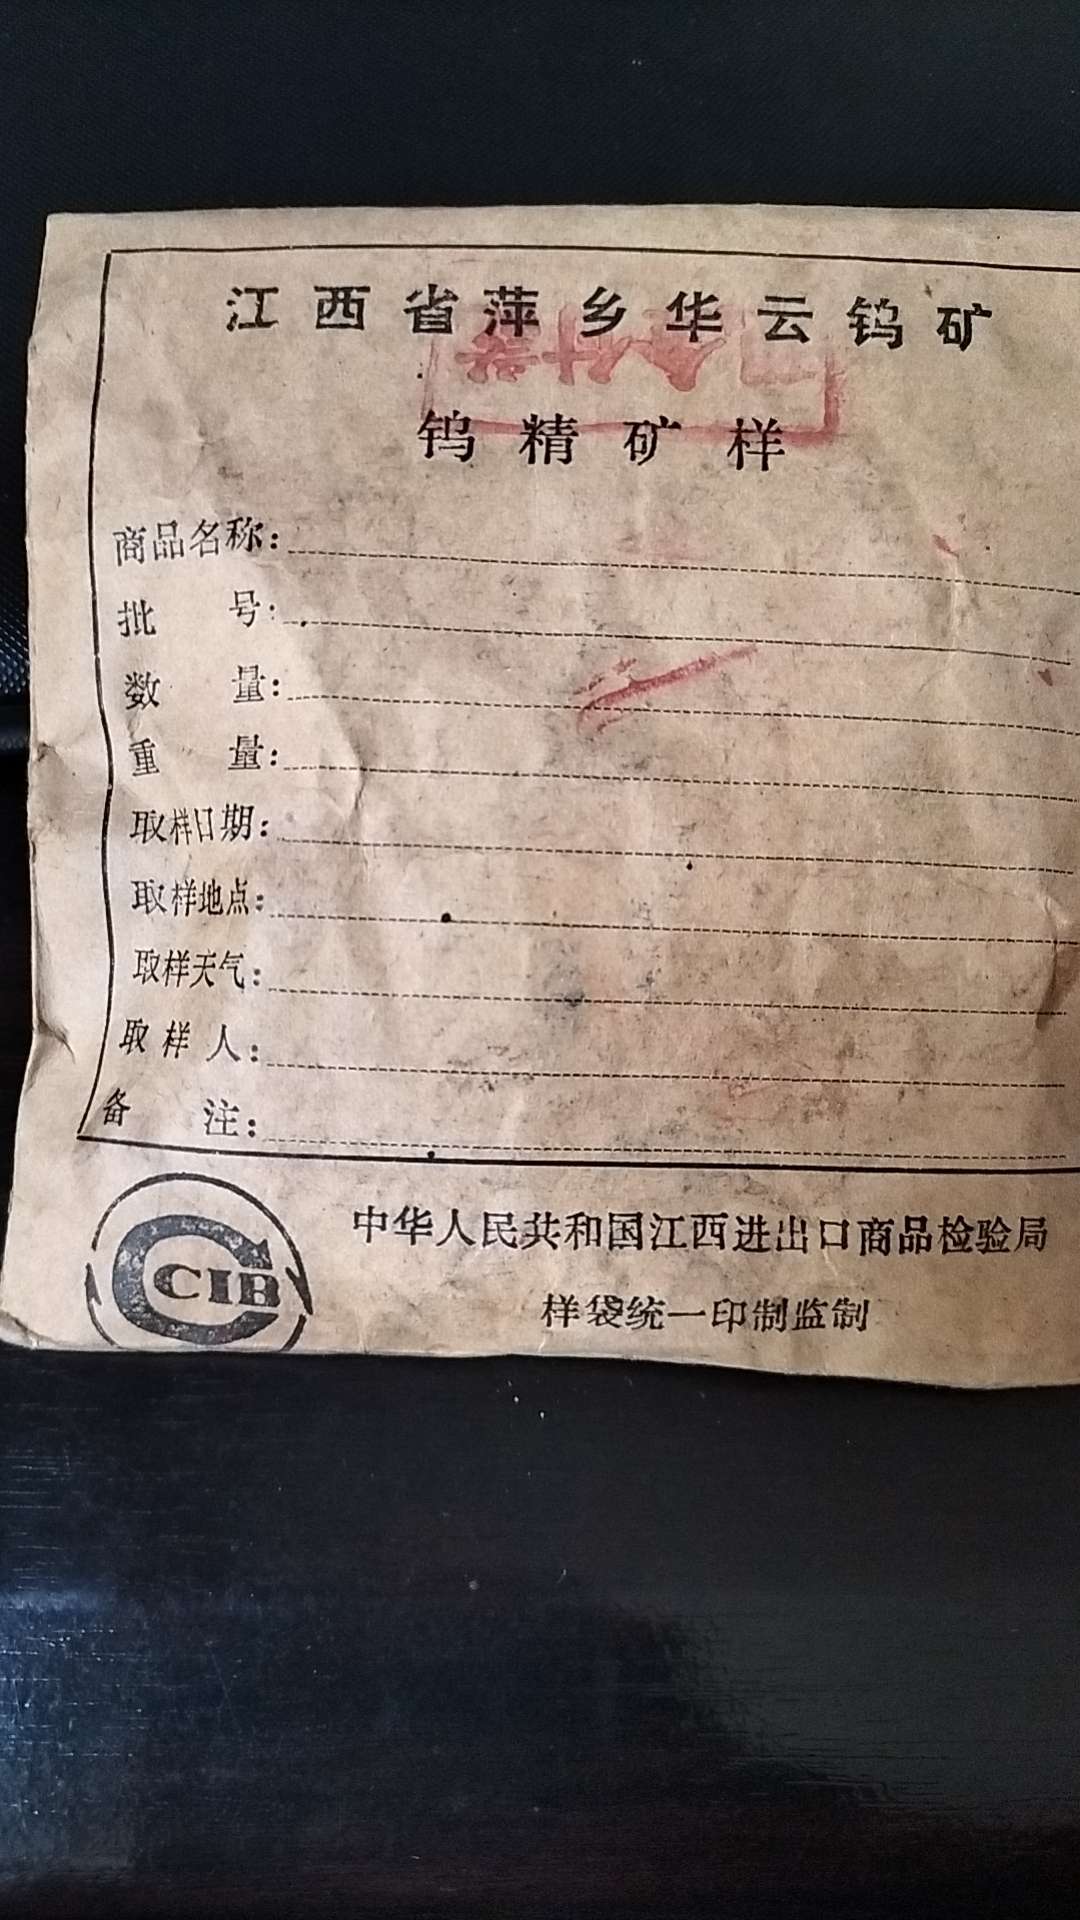 江西省萍乡华云钨矿
钨精矿样
商品名称：
批号：
数量：
重量：
取样日期：
取样地点：
取样天气：
取样人：
备注：
CCIB
中华人民共和国江西进出口商品检验局
样袋统一印制监制